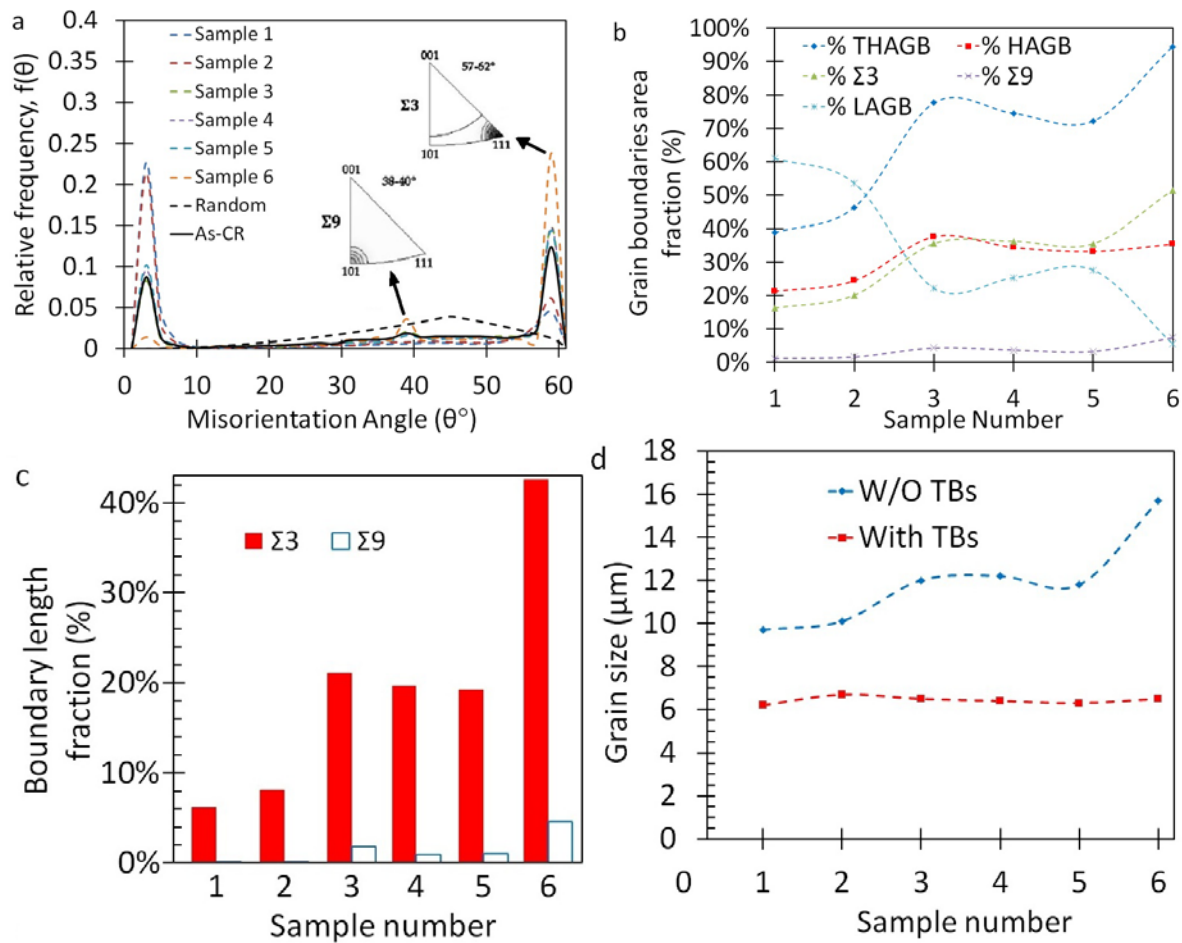 a
Relative frequency, f(θ)
0.4
0.35
0.3
0.25
0.2
0.15
0.1
0.05
0
Sample 1
Sample 2
Sample 3
Sample 4
Sample 5
Sample 6
Random
As-CR
001
57-62°
Σ3
101
111
001
38-40°
Σ9
101
111
0 10 20 30 40 50 60
Misorientation Angle (θ°)
b
Grain boundaries area
fraction (%)
100%
90%
80%
70%
60%
50%
40%
30%
20%
10%
0%
% THAGB % HAGB
% Σ3 % Σ9
% LAGB
1 2 3 4 5 6
Sample Number
c
Boundary length
fraction (%)
40%
30%
20%
10%
0%
Σ3 Σ9
1 2 3 4 5 6
Sample number
d
Grain size (μm)
18
16
14
12
10
8
6
4
2
0
W/O TBs
With TBs
0 1 2 3 4 5 6
Sample number